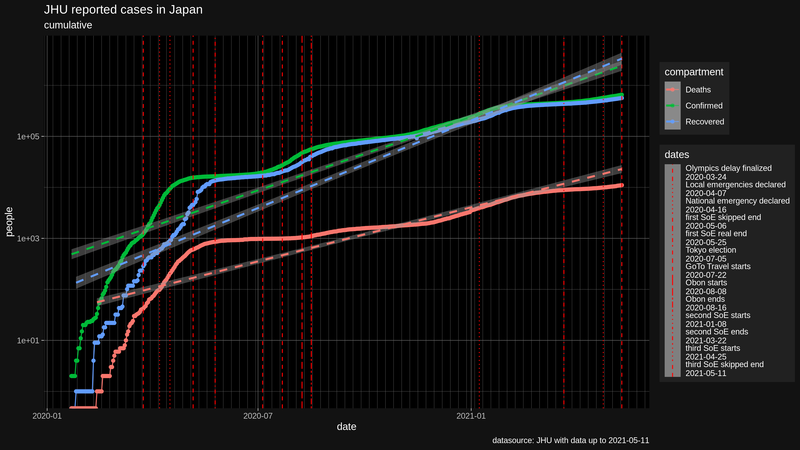 JHU reported cases in Japan
cumulative
people
1e+05
1e+03
1e+01
2020-01
2020-07
2021-01
date
datasource: JHU with data up to 2021-05-11
compartment
Deaths
Confirmed
Recovered
dates
Olympics delay finalized
2020-03-24
Local emergencies declared
2020-04-07
National emergency declared
2020-04-16
first SoE skipped end
2020-05-06
first SoE real end
2020-05-25
Tokyo election
2020-07-05
GoTo Travel starts
2020-07-22
Obon starts
2020-08-08
Obon ends
2020-08-16
second SoE starts
2021-01-08
second SoE ends
2021-03-22
third SoE starts
2021-04-25
third SoE skipped end
2021-05-11